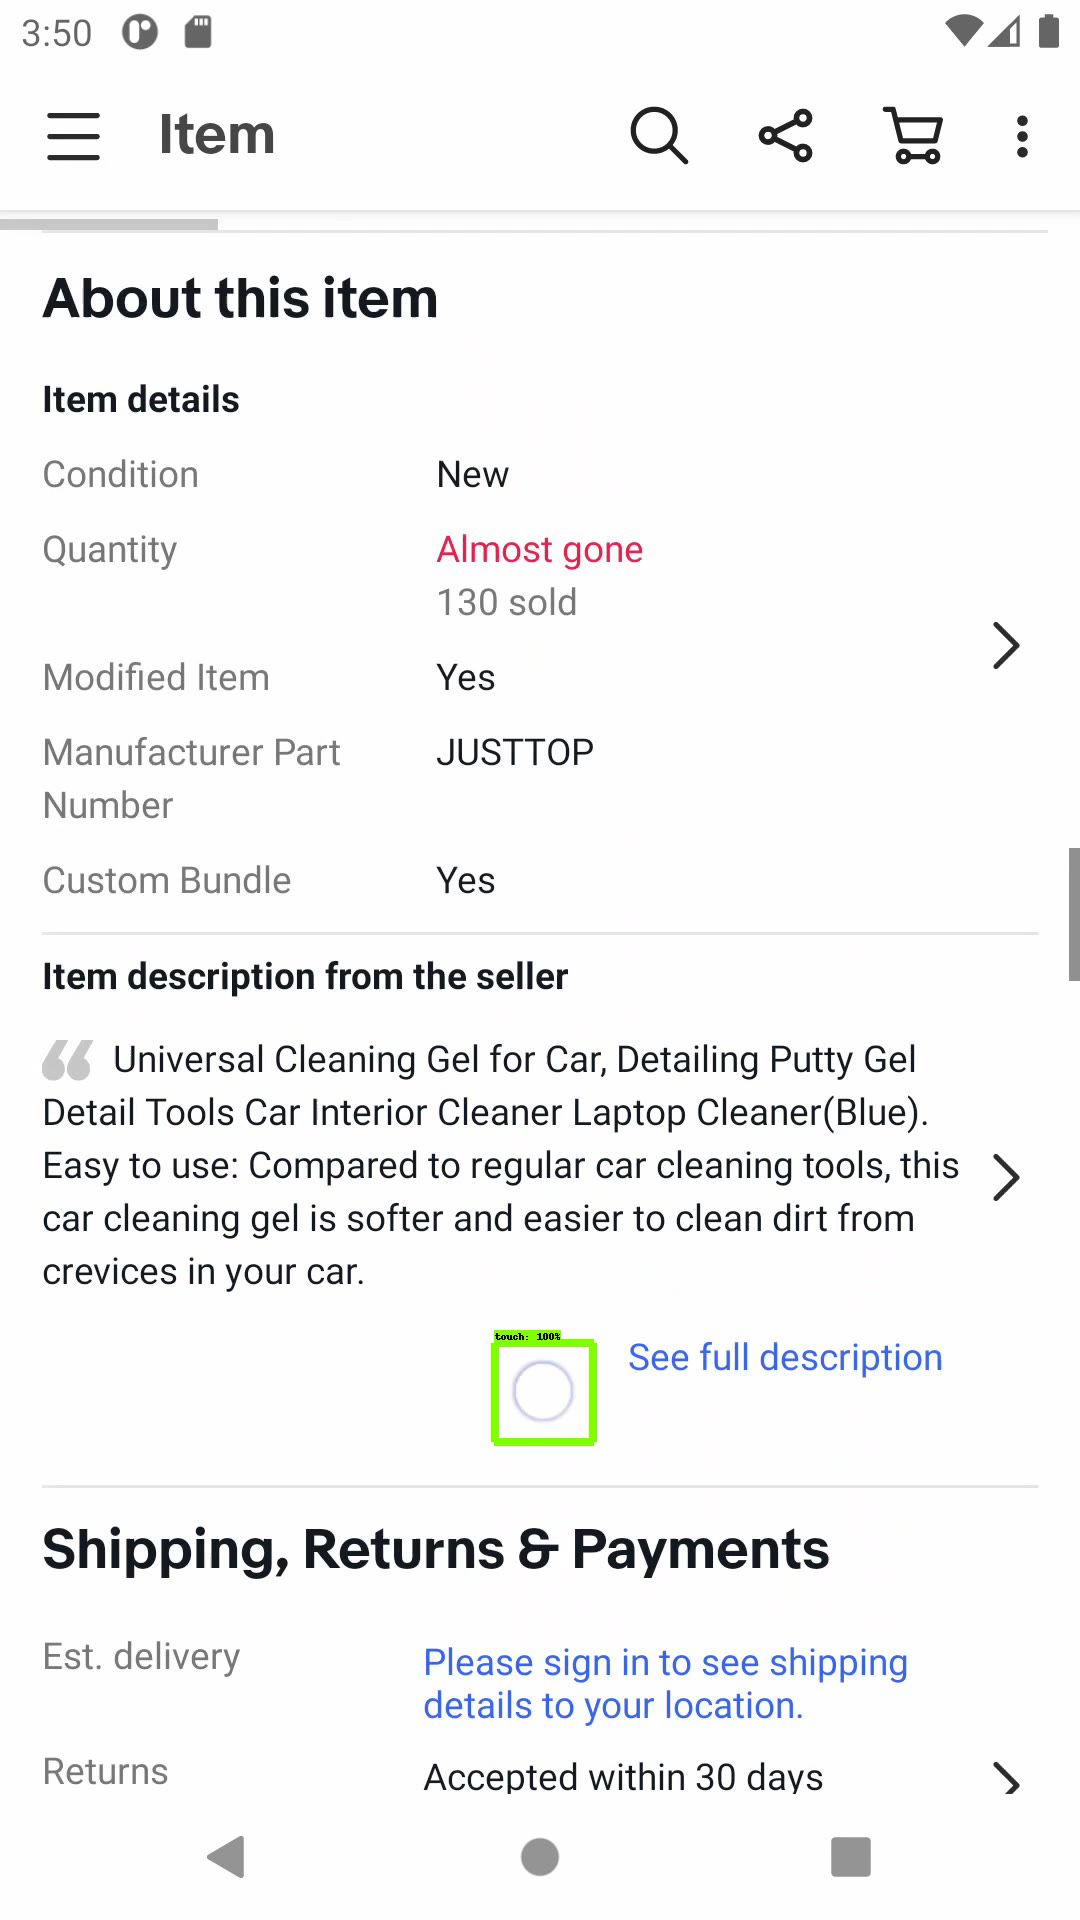 3:50
Item
About this item
Item details
Condition New
Quantity Almost gone
130 sold
Modified Item Yes
Manufacturer Part JUSTTOP
Number
Custom Bundle Yes
Item description from the seller
“ Universal Cleaning Gel for Car, Detailing Putty Gel
Detail Tools Car Interior Cleaner Laptop Cleaner(Blue).
Easy to use: Compared to regular car cleaning tools, this
car cleaning gel is softer and easier to clean dirt from
crevices in your car.
touch: 100%
See full description
Shipping, Returns & Payments
Est. delivery Please sign in to see shipping
details to your location.
Returns Accepted within 30 days